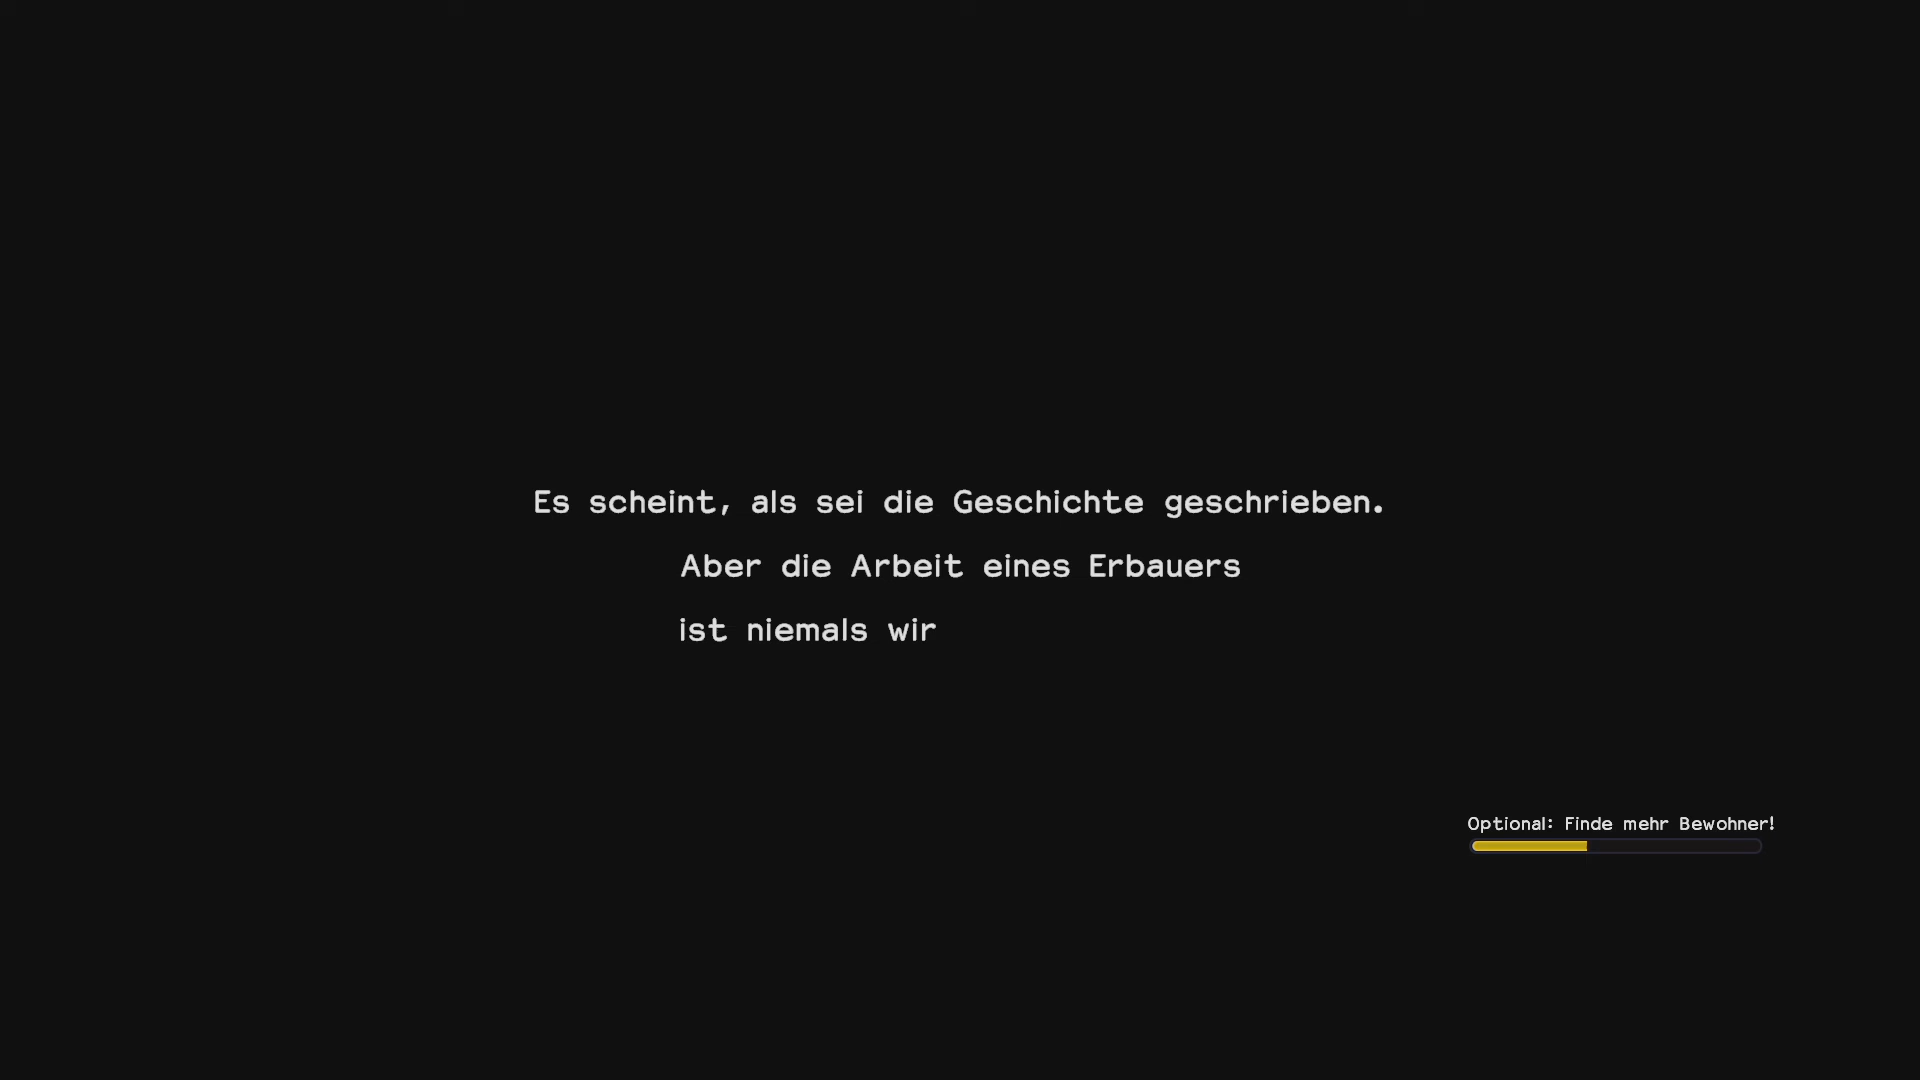 Es scheint, als sei die Geschichte geschrieben.
Aber die Arbeit eines Erbauers
ist niemals wir
Optional: Finde mehr Bewohner!